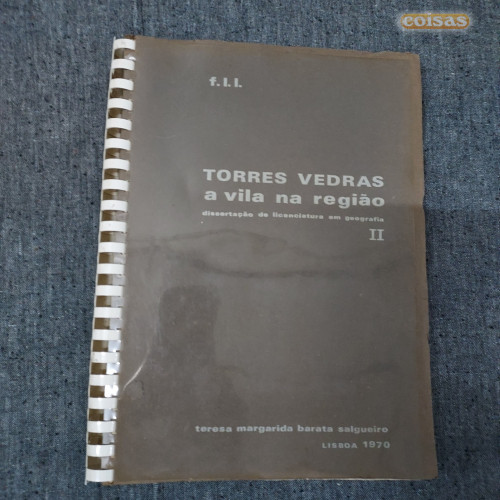 coisas
f.l.l.
TORRES VEDRAS
a vila na região
dissertação de licenciatura em geografia
II
teresa margarida barata salgueiro
LISBOA 1970